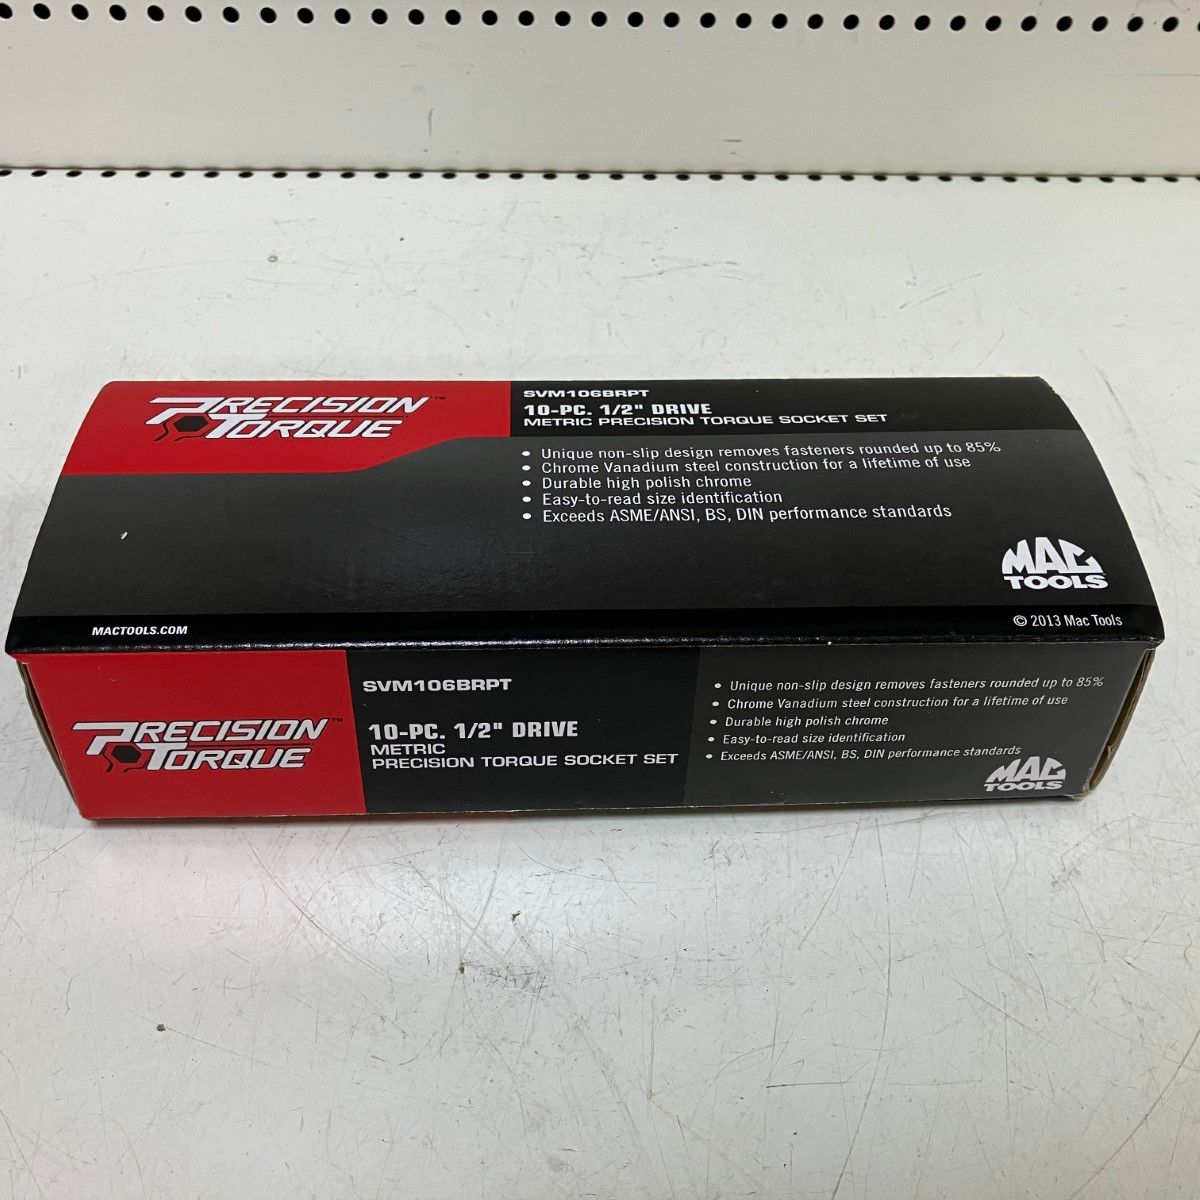 PRECISION™
TORQUE
SVM106BRPT
10-PC. 1/2" DRIVE
METRIC PRECISION TORQUE SOCKET SET
• Unique non-slip design removes fasteners rounded up to 85%
• Chrome Vanadium steel construction for a lifetime of use
• Durable high polish chrome
• Easy-to-read size identification
• Exceeds ASME/ANSI, BS, DIN performance standards
MAC
TOOLS
MACTOOLS.COM
© 2013 Mac Tools
PRECISION™
TORQUE
SVM106BRPT
10-PC. 1/2" DRIVE
METRIC
PRECISION TORQUE SOCKET SET
• Unique non-slip design removes fasteners rounded up to 85%
• Chrome Vanadium steel construction for a lifetime of use
• Durable high polish chrome
• Easy-to-read size identification
• Exceeds ASME/ANSI, BS, DIN performance standards
MAC
TOOLS